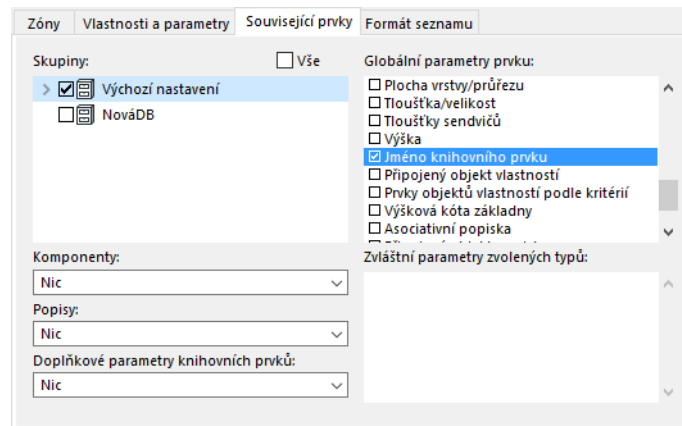 Zóny Vlastnosti a parametry Související prvky Formát seznamu
Skupiny: Vše
Výchozí nastavení
NováDB
Globální parametry prvku:
Plocha vrstvy/průřezu
Tloušťka/velikost
Tloušťky sendvičů
Výška
Jméno knihovního prvku
Připojený objekt vlastností
Prvky objektů vlastností podle kritérií
Výšková kóta základny
Asociativní popiska
Komponenty:
Nic
Popisy:
Nic
Doplňkové parametry knihovních prvků:
Nic
Zvláštní parametry zvolených typů: